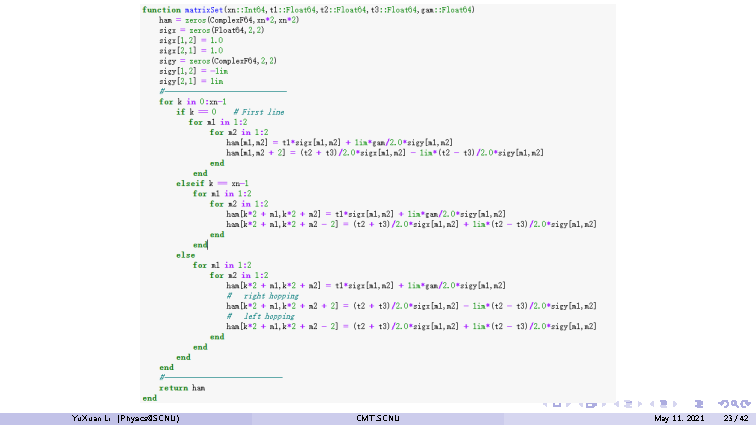 function matrixSet(xn::Int64,t1::Float64,t2::Float64,t3::Float64,gam::Float64)
    ham = zeros(ComplexF64,xn*2,xn*2)
    sigx = zeros(Float64,2,2)
    sigx[1,2] = 1.0
    sigx[2,1] = 1.0
    sigy = zeros(ComplexF64,2,2)
    sigy[1,2] = -1im
    sigy[2,1] = 1im
    #-----------------------------
    for k in 0:xn-1
        if k == 0    # First line
            for m1 in 1:2
                for m2 in 1:2
                    ham[m1,m2] = t1*sigx[m1,m2] + 1im*gam/2.0*sigy[m1,m2]
                    ham[m1,m2 + 2] = (t2 + t3)/2.0*sigx[m1,m2] - 1im*(t2 - t3)/2.0*sigy[m1,m2]
                end
            end
        elseif k == xn-1
            for m1 in 1:2
                for m2 in 1:2
                    ham[k*2 + m1,k*2 + m2] = t1*sigx[m1,m2] + 1im*gam/2.0*sigy[m1,m2]
                    ham[k*2 + m1,k*2 + m2 - 2] = (t2 + t3)/2.0*sigx[m1,m2] + 1im*(t2 - t3)/2.0*sigy[m1,m2]
                end
            end
        else
            for m1 in 1:2
                for m2 in 1:2
                    ham[k*2 + m1,k*2 + m2] = t1*sigx[m1,m2] + 1im*gam/2.0*sigy[m1,m2]
                    #   right hopping
                    ham[k*2 + m1,k*2 + m2 + 2] = (t2 + t3)/2.0*sigx[m1,m2] - 1im*(t2 - t3)/2.0*sigy[m1,m2]
                    #   left hopping
                    ham[k*2 + m1,k*2 + m2 - 2] = (t2 + t3)/2.0*sigx[m1,m2] + 1im*(t2 - t3)/2.0*sigy[m1,m2]
                end
            end
        end
    end
    #----------------------------
    return ham
end
YuXuan Li (Physcs@SCNU) CMT.SCNU May 11, 2021 23 / 42